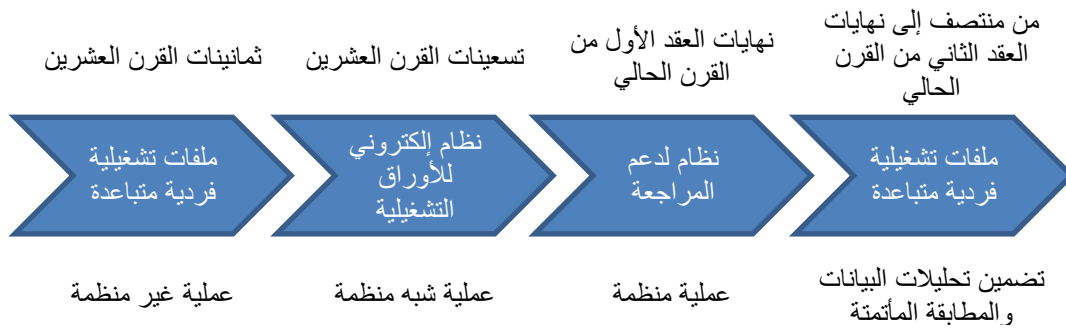 ثمانينات القرن العشرين
تسعينات القرن العشرين
نهايات العقد الأول من
القرن الحالي
من منتصف إلى نهايات
العقد الثاني من القرن
الحالي
ملفات تشغيلية
فردية متباعدة
نظام إلكتروني
للأوراق
التشغيلية
نظام لدعم
المراجعة
ملفات تشغيلية
فردية متباعدة
عملية غير منظمة
عملية شبه منظمة
عملية منظمة
تضمين تحليلات البيانات
والمطابقة المأتمتة